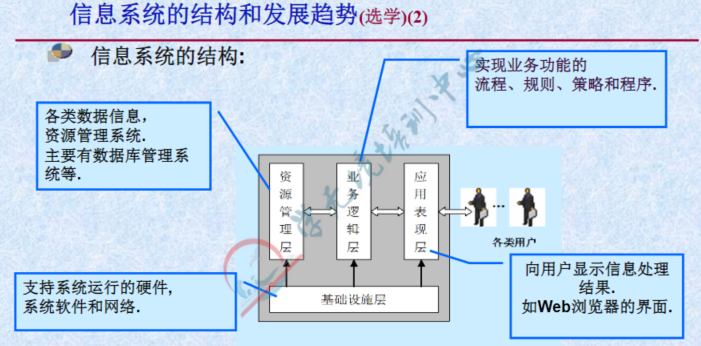 信息系统的结构和发展趋势(选学)(2)
信息系统的结构:
实现业务功能的
流程、规则、策略和程序.
各类数据信息,
资源管理系统.
主要有数据库管理系
统等.
资源管理层
业务逻辑层
应用表现层
...
各类用户
基础设施层
支持系统运行的硬件,
系统软件和网络.
向用户显示信息处理
结果.
如Web浏览器的界面.